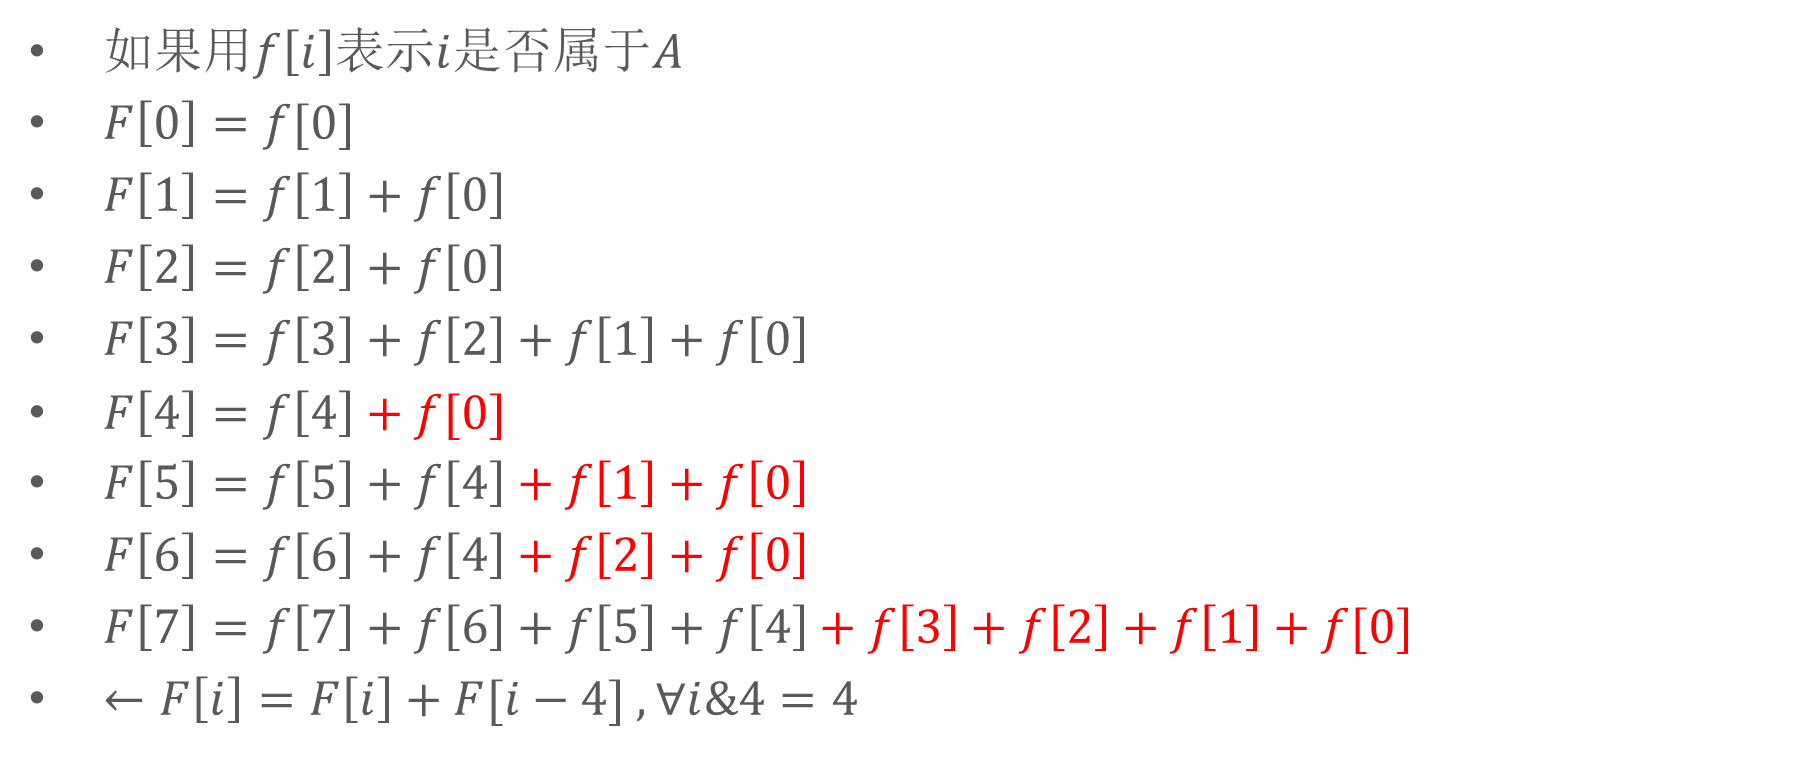 • 如果用f[i]表示i是否属于A
• F[0] = f[0]
• F[1] = f[1] + f[0]
• F[2] = f[2] + f[0]
• F[3] = f[3] + f[2] + f[1] + f[0]
• F[4] = f[4] + f[0]
• F[5] = f[5] + f[4] + f[1] + f[0]
• F[6] = f[6] + f[4] + f[2] + f[0]
• F[7] = f[7] + f[6] + f[5] + f[4] + f[3] + f[2] + f[1] + f[0]
• ← F[i] = F[i] + F[i − 4] , ∀i&4 = 4